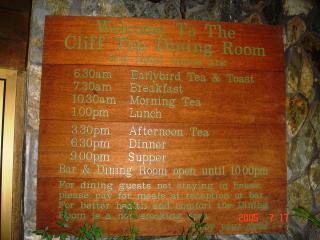 Welcome To The
Cliff Top Dining Room
6.30am Earlybird Tea & Toast
7.30am Breakfast
10.30am Morning Tea
1.00pm Lunch
3.30pm Afternoon Tea
6.30pm Dinner
9.00pm Supper
Bar & Dining Room open until 10.00pm
For dining guests not staying in house
please pay for meals at reception or bar.
For better health and comfort the Dining
Room is a no smoking
2005 7 17